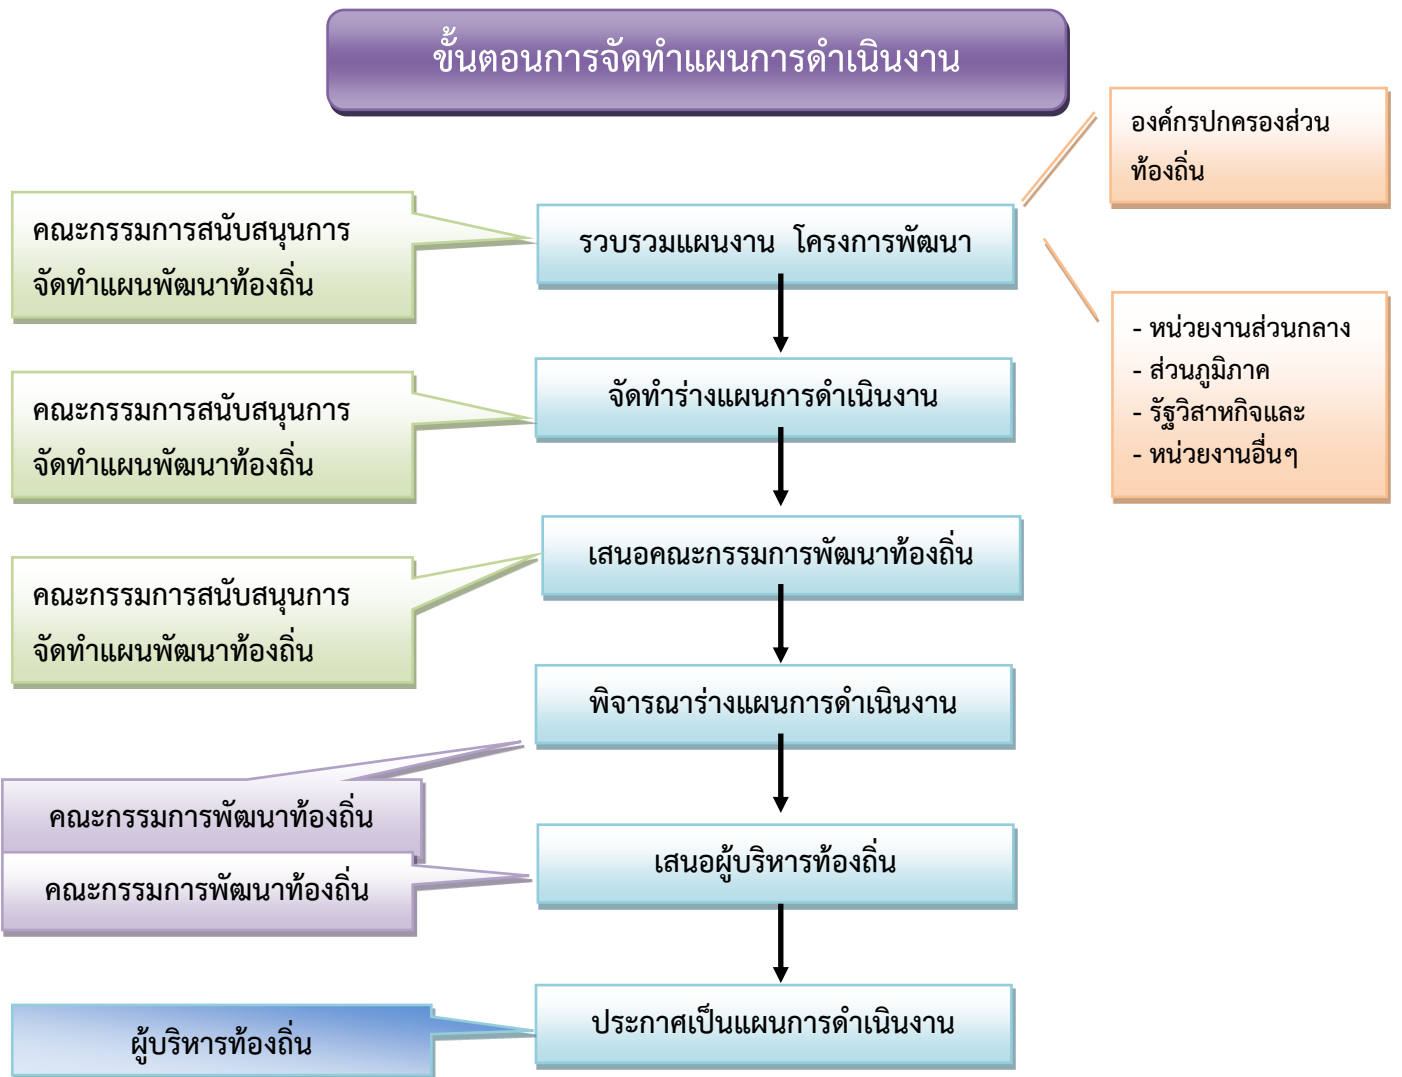 ขั้นตอนการจัดทำแผนการดำเนินงาน
องค์กรปกครองส่วน
ท้องถิ่น
คณะกรรมการสนับสนุนการ
จัดทำแผนพัฒนาท้องถิ่น
รวบรวมแผนงาน โครงการพัฒนา
- หน่วยงานส่วนกลาง
- ส่วนภูมิภาค
- รัฐวิสาหกิจและ
- หน่วยงานอื่นๆ
คณะกรรมการสนับสนุนการ
จัดทำแผนพัฒนาท้องถิ่น
จัดทำร่างแผนการดำเนินงาน
เสนอคณะกรรมการพัฒนาท้องถิ่น
คณะกรรมการสนับสนุนการ
จัดทำแผนพัฒนาท้องถิ่น
พิจารณาร่างแผนการดำเนินงาน
คณะกรรมการพัฒนาท้องถิ่น
คณะกรรมการพัฒนาท้องถิ่น
เสนอผู้บริหารท้องถิ่น
ผู้บริหารท้องถิ่น
ประกาศเป็นแผนการดำเนินงาน